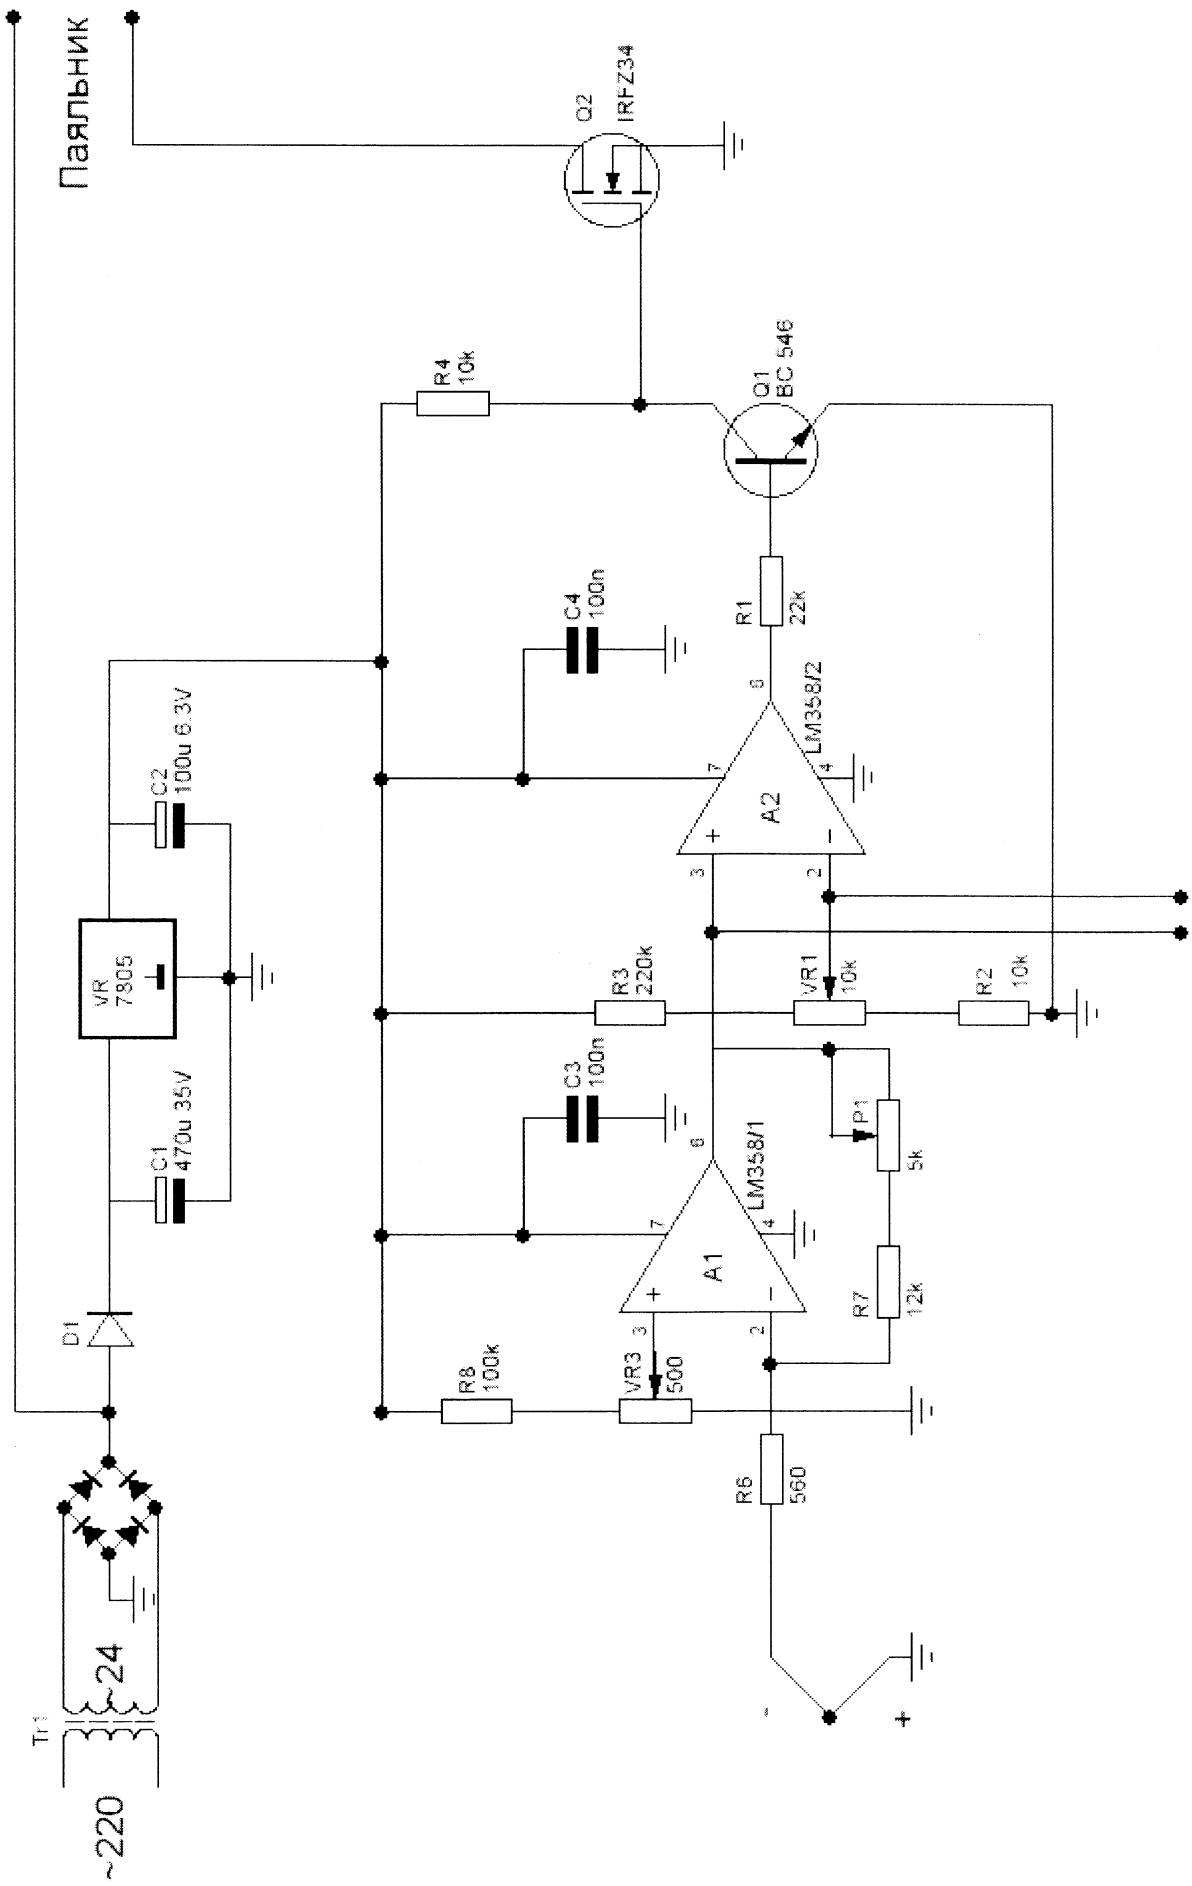 ~220
Tr1
~24
D1
C1
470u 35V
VR
7805
C2
100u 6.3V
Паяльник
R8
100k
VR3
500
R6
560
-
+
3
2
+
-
A1
7
4
6
LM358/1
C3
100n
R7
12k
P1
5k
R3
220k
VR1
10k
R2
10k
3
2
+
-
A2
7
4
6
LM358/2
C4
100n
R1
22k
R4
10k
Q1
BC 546
Q2
IRFZ34